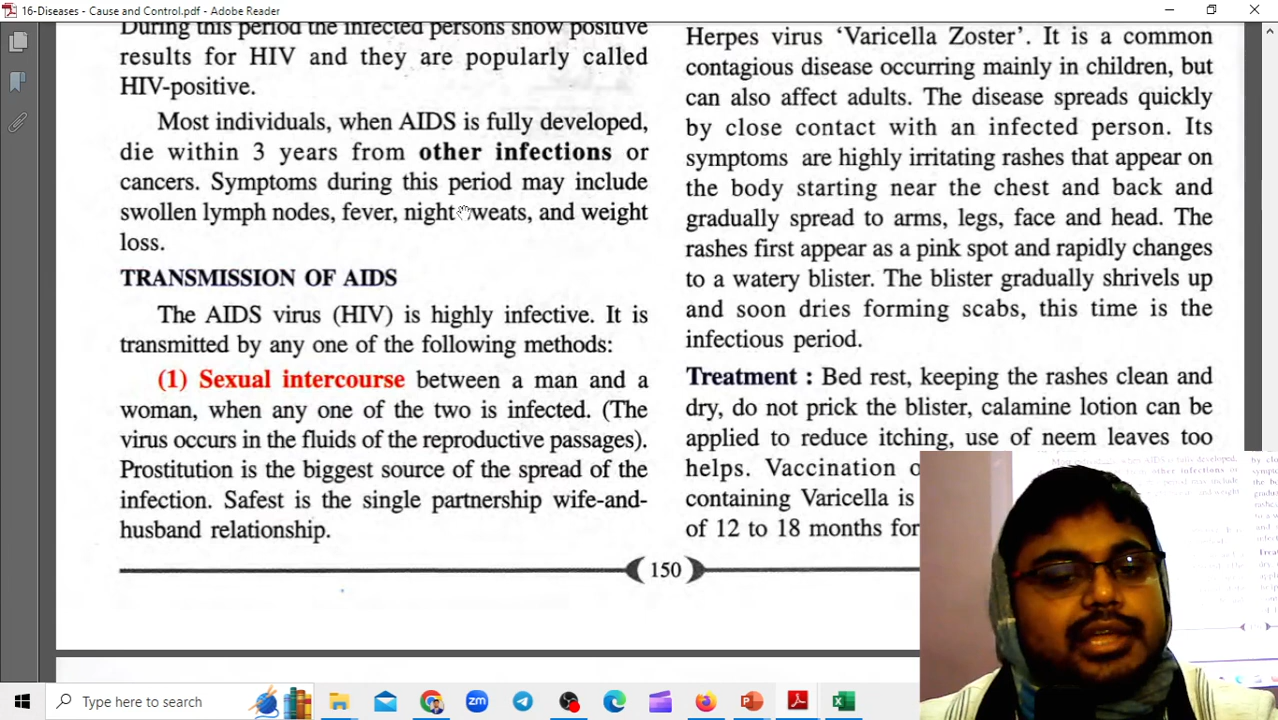 16-Diseases - Cause and Control.pdf - Adobe Reader
During this period the infected persons show positive
results for HIV and they are popularly called
HIV-positive.
Most individuals, when AIDS is fully developed,
die within 3 years from other infections or
cancers. Symptoms during this period may include
swollen lymph nodes, fever, night sweats, and weight
loss.
TRANSMISSION OF AIDS
The AIDS virus (HIV) is highly infective. It is
transmitted by any one of the following methods:
(1) Sexual intercourse between a man and a
woman, when any one of the two is infected. (The
virus occurs in the fluids of the reproductive passages).
Prostitution is the biggest source of the spread of the
infection. Safest is the single partnership wife-and-
husband relationship.
Herpes virus ‘Varicella Zoster’. It is a common
contagious disease occurring mainly in children, but
can also affect adults. The disease spreads quickly
by close contact with an infected person. Its
symptoms are highly irritating rashes that appear on
the body starting near the chest and back and
gradually spread to arms, legs, face and head. The
rashes first appear as a pink spot and rapidly changes
to a watery blister. The blister gradually shrivels up
and soon dries forming scabs, this time is the
infectious period.
Treatment : Bed rest, keeping the rashes clean and
dry, do not prick the blister, calamine lotion can be
applied to reduce itching, use of neem leaves too
helps. Vaccination
containing Varicella is
of 12 to 18 months for
150
Type here to search
zm